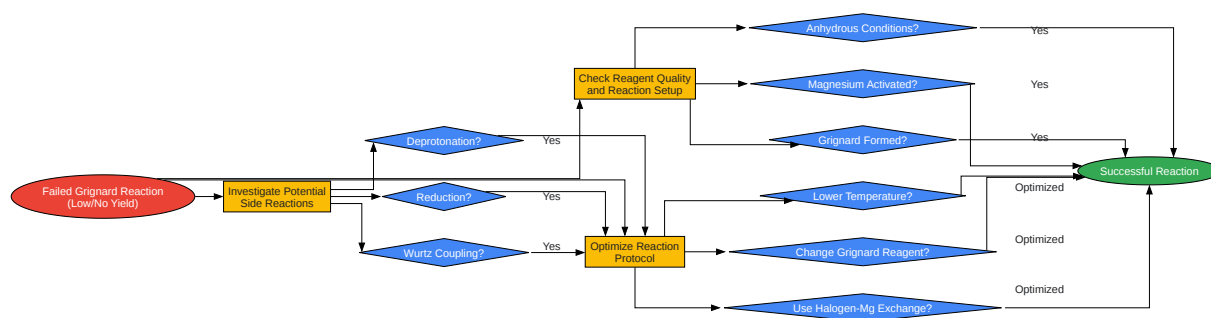 Failed Grignard Reaction
(Low/No Yield)
Investigate Potential
Side Reactions
Deprotonation?
Yes
Reduction?
Yes
Wurtz Coupling?
Yes
Check Reagent Quality
and Reaction Setup
Optimize Reaction
Protocol
Anhydrous Conditions?
Yes
Magnesium Activated?
Yes
Grignard Formed?
Yes
Lower Temperature?
Optimized
Change Grignard Reagent?
Optimized
Use Halogen-Mg Exchange?
Optimized
Successful Reaction